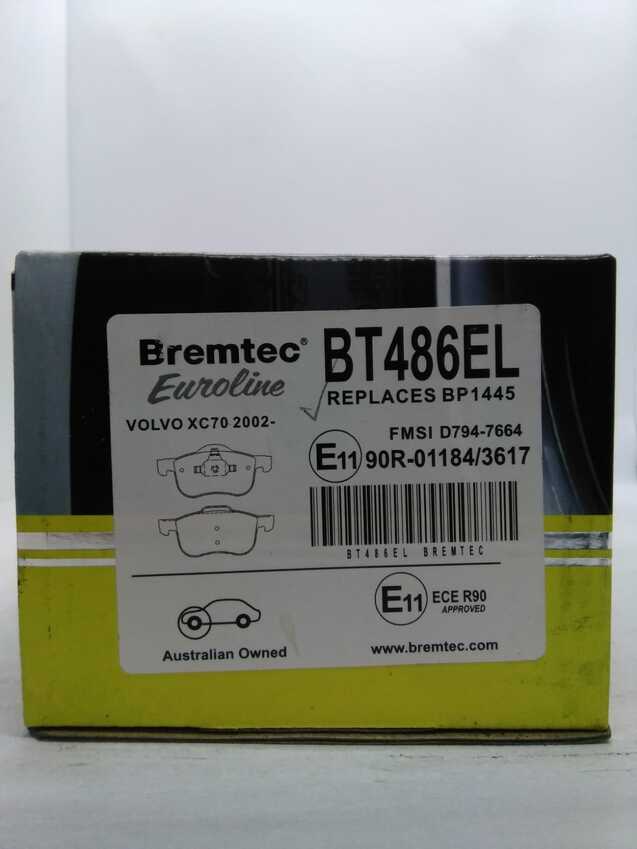 Bremtec®
Euroline
BT486EL
REPLACES BP1445
VOLVO XC70 2002-
FMSI D794-7664
E11 90R-01184/3617
BT486EL BREMTEC
E11 ECE R90
APPROVED
Australian Owned
www.bremtec.com